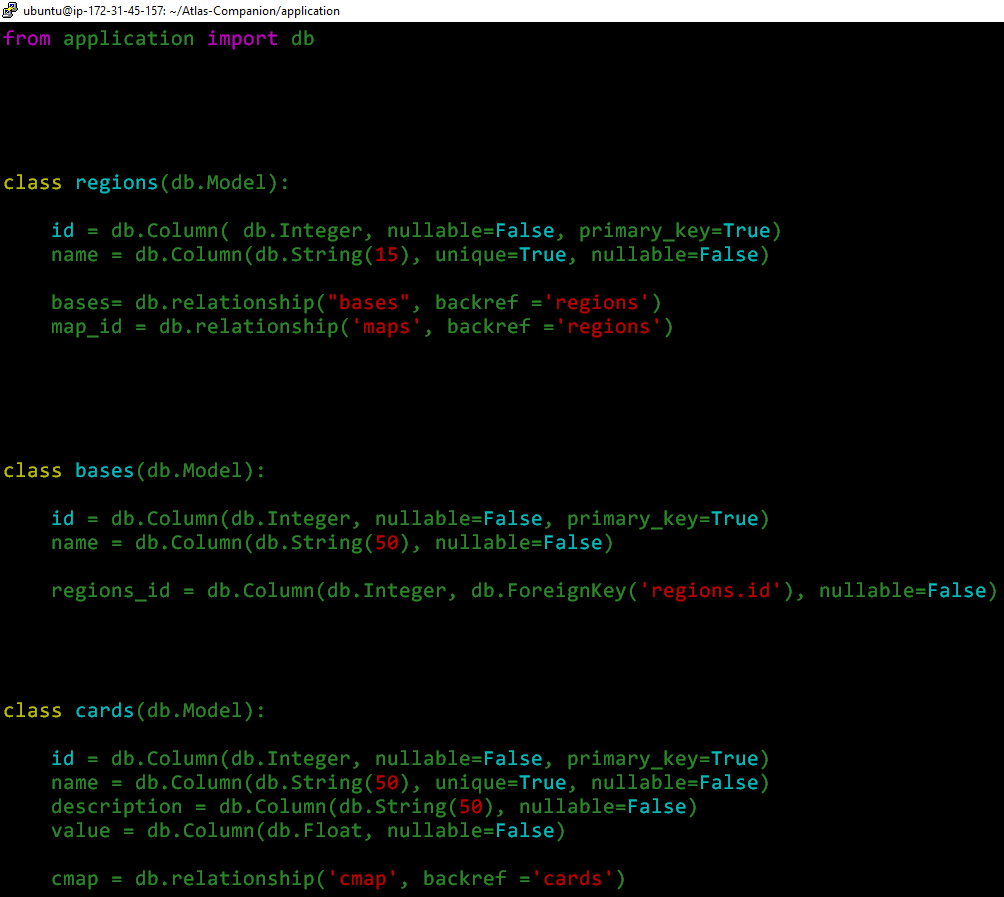 ubuntu@ip-172-31-45-157: ~/Atlas-Companion/application
from application import db
class regions(db.Model):
    id = db.Column( db.Integer, nullable=False, primary_key=True)
    name = db.Column(db.String(15), unique=True, nullable=False)
    bases= db.relationship("bases", backref ='regions')
    map_id = db.relationship('maps', backref ='regions')
class bases(db.Model):
    id = db.Column(db.Integer, nullable=False, primary_key=True)
    name = db.Column(db.String(50), nullable=False)
    regions_id = db.Column(db.Integer, db.ForeignKey('regions.id'), nullable=False)
class cards(db.Model):
    id = db.Column(db.Integer, nullable=False, primary_key=True)
    name = db.Column(db.String(50), unique=True, nullable=False)
    description = db.Column(db.String(50), nullable=False)
    value = db.Column(db.Float, nullable=False)
    cmap = db.relationship('cmap', backref ='cards')